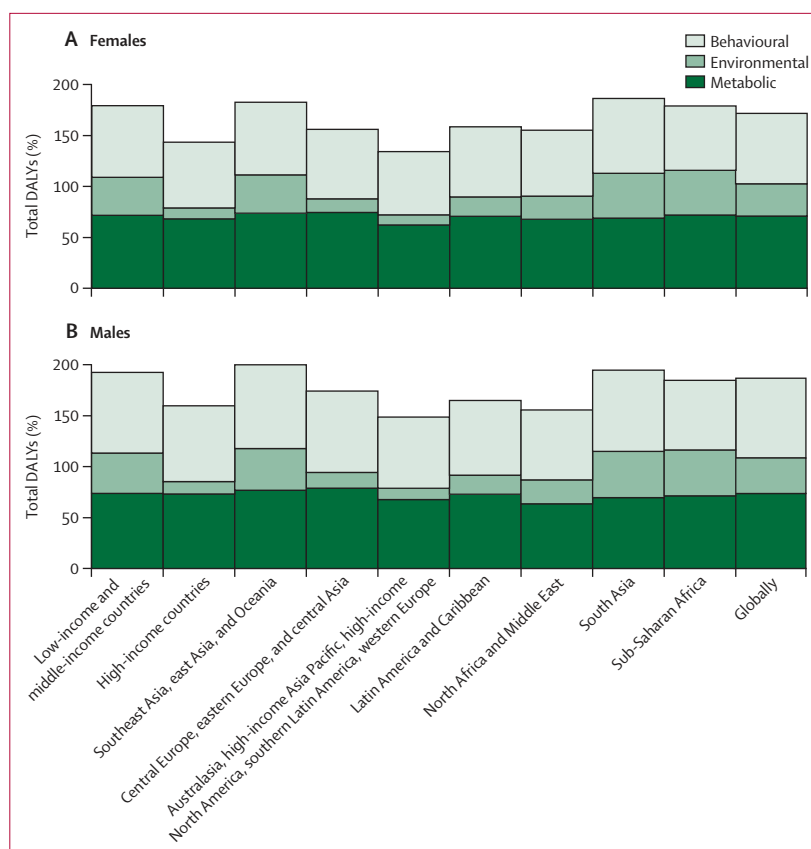 A Females
Behavioural
Environmental
Metabolic
200
150
100
50
0
Total DALYs (%)
B Males
200
150
100
50
0
Total DALYs (%)
Low-income and
middle-income countries
High-income countries
Southeast Asia, east Asia, and Oceania
Central Europe, eastern Europe, and central Asia
Australasia, high-income Asia Pacific, high-income
North America, southern Latin America, western Europe
Latin America and Caribbean
North Africa and Middle East
South Asia
Sub-Saharan Africa
Globally